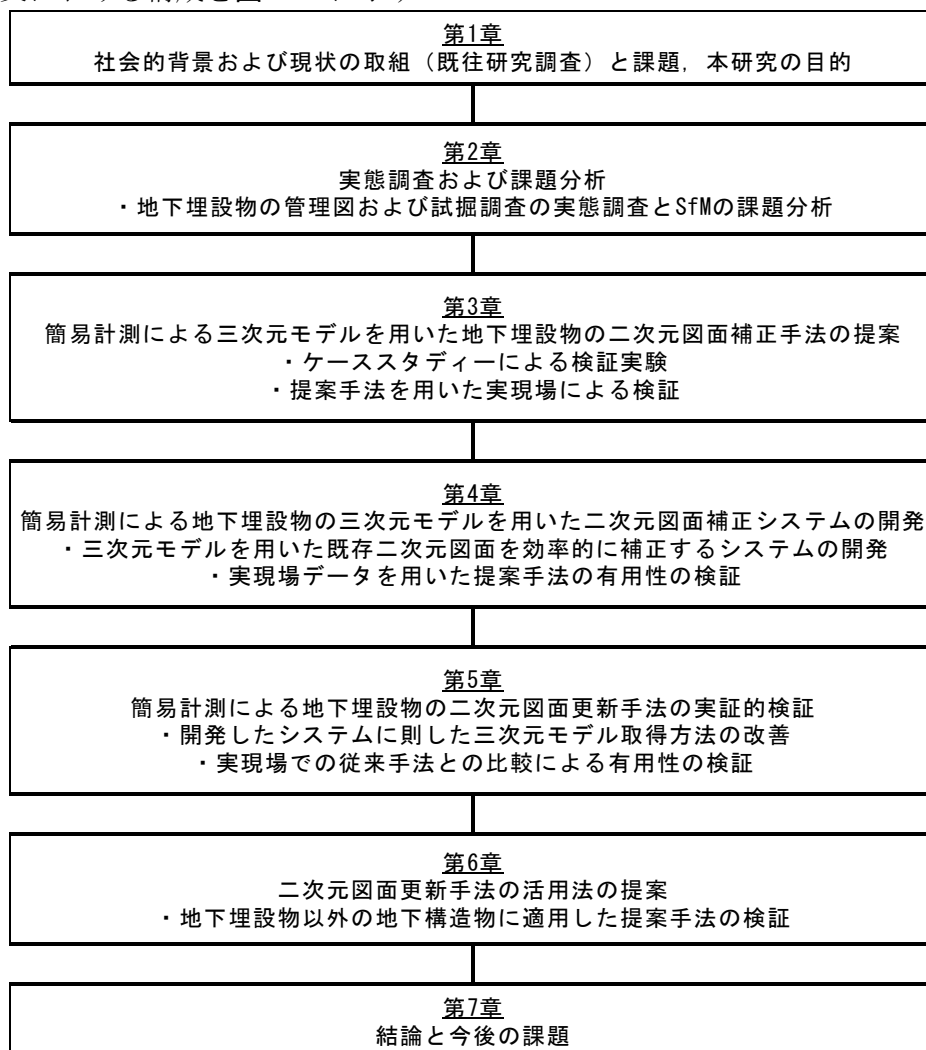 第1章
社会的背景および現状の取組（既往研究調査）と課題，本研究の目的
第2章
実態調査および課題分析
・地下埋設物の管理図および試掘調査の実態調査とSfMの課題分析
第3章
簡易計測による三次元モデルを用いた地下埋設物の二次元図面補正手法の提案
・ケーススタディーによる検証実験
・提案手法を用いた実現場による検証
第4章
簡易計測による地下埋設物の三次元モデルを用いた二次元図面補正システムの開発
・三次元モデルを用いた既存二次元図面を効率的に補正するシステムの開発
・実現場データを用いた提案手法の有用性の検証
第5章
簡易計測による地下埋設物の二次元図面更新手法の実証的検証
・開発したシステムに則した三次元モデル取得方法の改善
・実現場での従来手法との比較による有用性の検証
第6章
二次元図面更新手法の活用法の提案
・地下埋設物以外の地下構造物に適用した提案手法の検証
第7章
結論と今後の課題